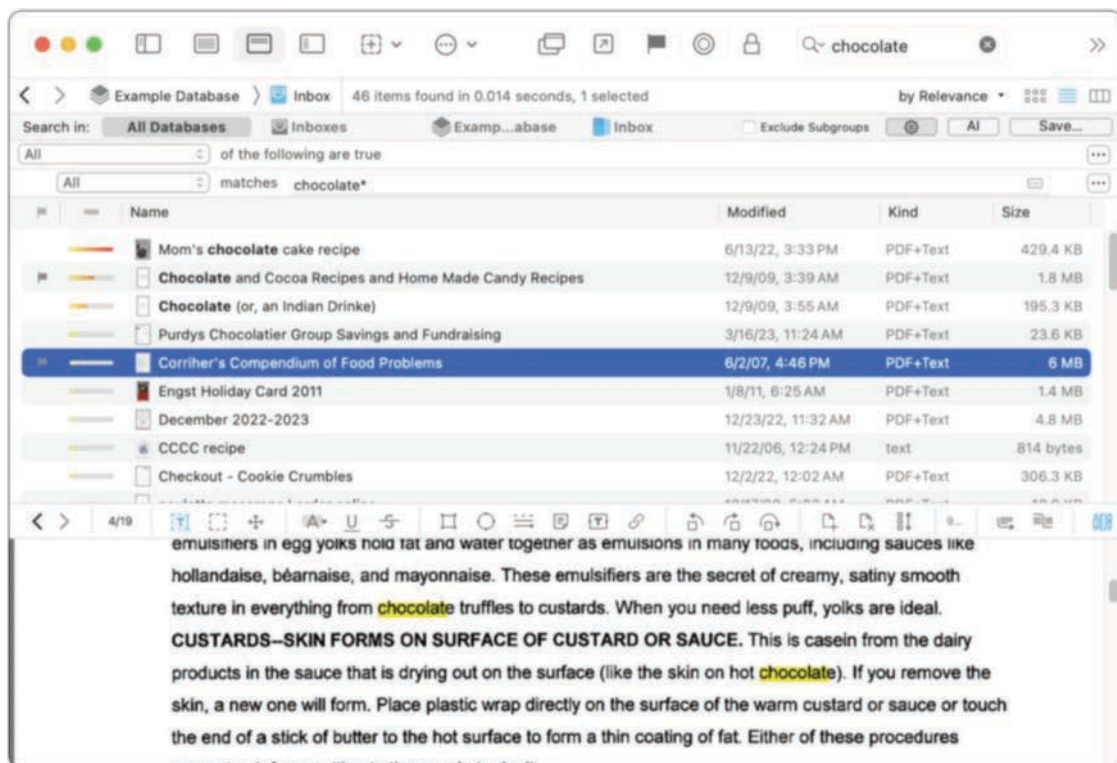 chocolate
Example Database Inbox 46 items found in 0.014 seconds, 1 selected by Relevance
Search in: All Databases Inboxes Examp...abase Inbox Exclude Subgroups AI Save...
All of the following are true
All matches chocolate*
Name Modified Kind Size
Mom's chocolate cake recipe 6/13/22, 3:33 PM PDF+Text 429.4 KB
Chocolate and Cocoa Recipes and Home Made Candy Recipes 12/9/09, 3:39 AM PDF+Text 1.8 MB
Chocolate (or, an Indian Drinke) 12/9/09, 3:55 AM PDF+Text 195.3 KB
Purdys Chocolatier Group Savings and Fundraising 3/16/23, 11:24 AM PDF+Text 23.6 KB
Corriher's Compendium of Food Problems 6/2/07, 4:46 PM PDF+Text 6 MB
Engst Holiday Card 2011 1/8/11, 6:25 AM PDF+Text 1.4 MB
December 2022-2023 12/23/22, 11:32 AM PDF+Text 4.8 MB
CCCC recipe 11/22/06, 12:24 PM text 814 bytes
Checkout - Cookie Crumbles 12/2/22, 12:02 AM PDF+Text 306.3 KB
4/19
emulsifiers in egg yolks hold fat and water together as emulsions in many foods, including sauces like
hollandaise, béarnaise, and mayonnaise. These emulsifiers are the secret of creamy, satiny smooth
texture in everything from chocolate truffles to custards. When you need less puff, yolks are ideal.
CUSTARDS--SKIN FORMS ON SURFACE OF CUSTARD OR SAUCE. This is casein from the dairy
products in the sauce that is drying out on the surface (like the skin on hot chocolate). If you remove the
skin, a new one will form. Place plastic wrap directly on the surface of the warm custard or sauce or touch
the end of a stick of butter to the hot surface to form a thin coating of fat. Either of these procedures